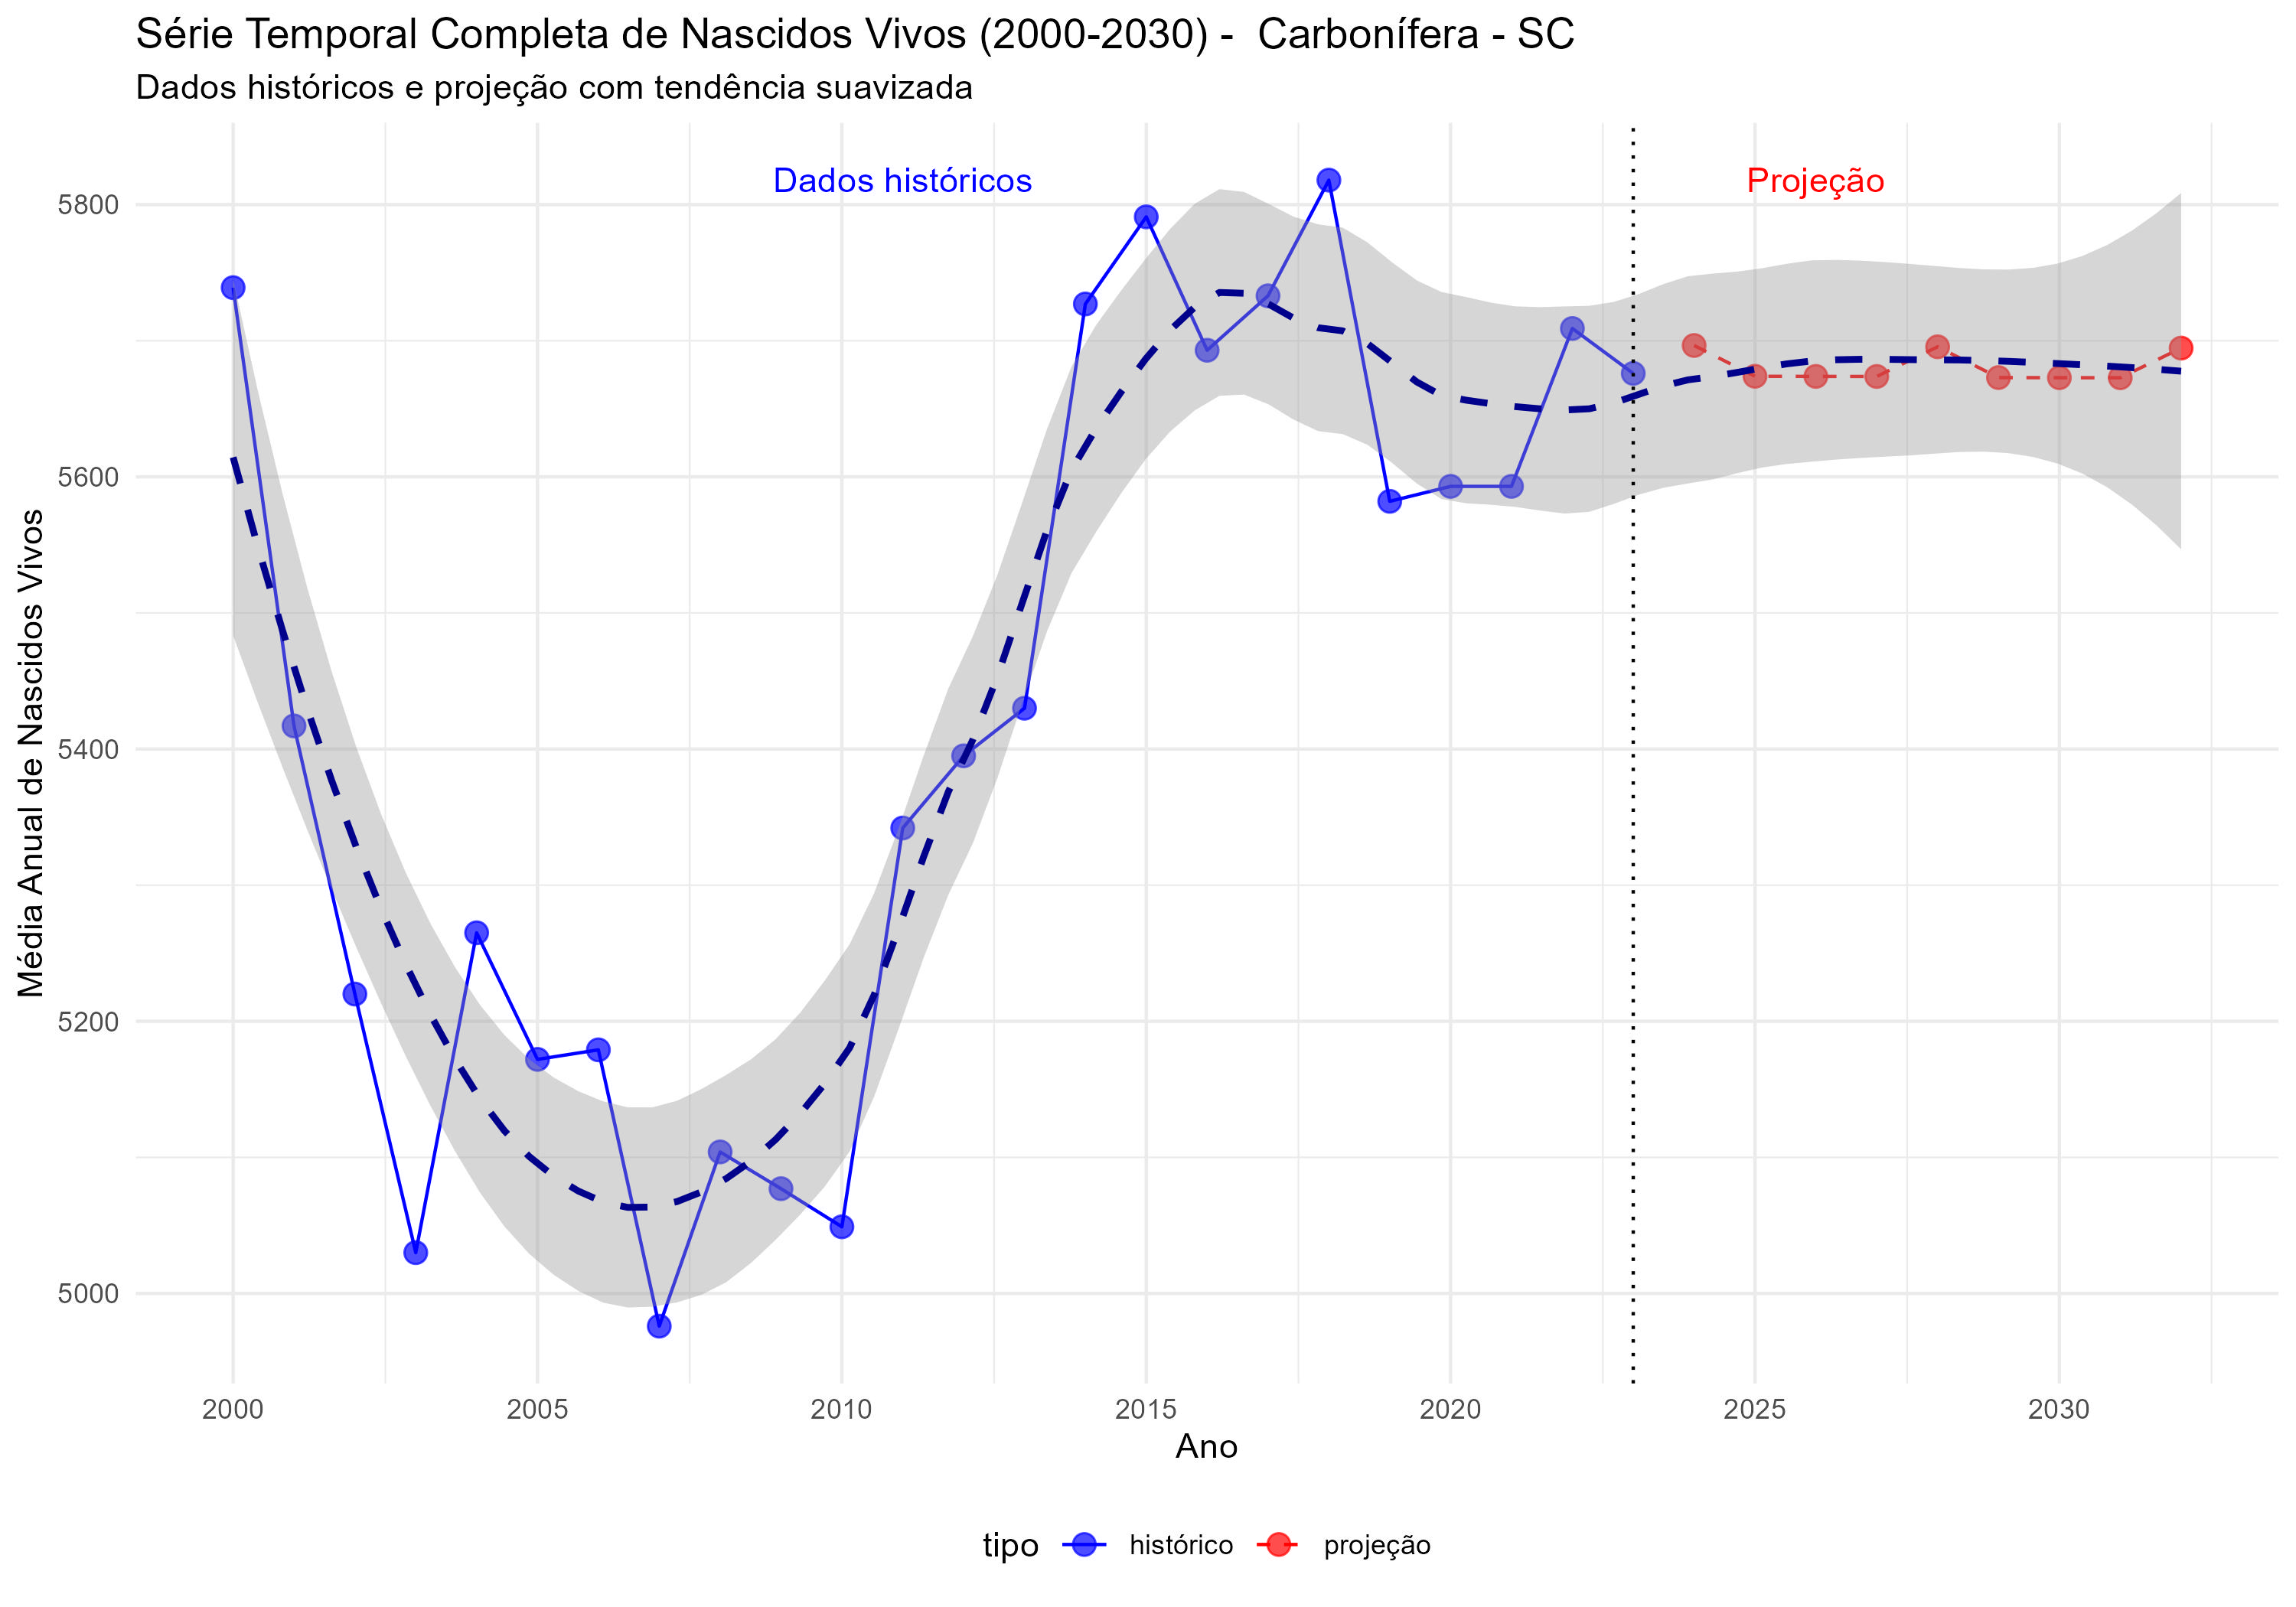 Série Temporal Completa de Nascidos Vivos (2000-2030) -  Carbonífera - SC
Dados históricos e projeção com tendência suavizada
Dados históricos
Projeção
Média Anual de Nascidos Vivos
5800
5600
5400
5200
5000
2000 2005 2010 2015 2020 2025 2030
Ano
tipo histórico projeção